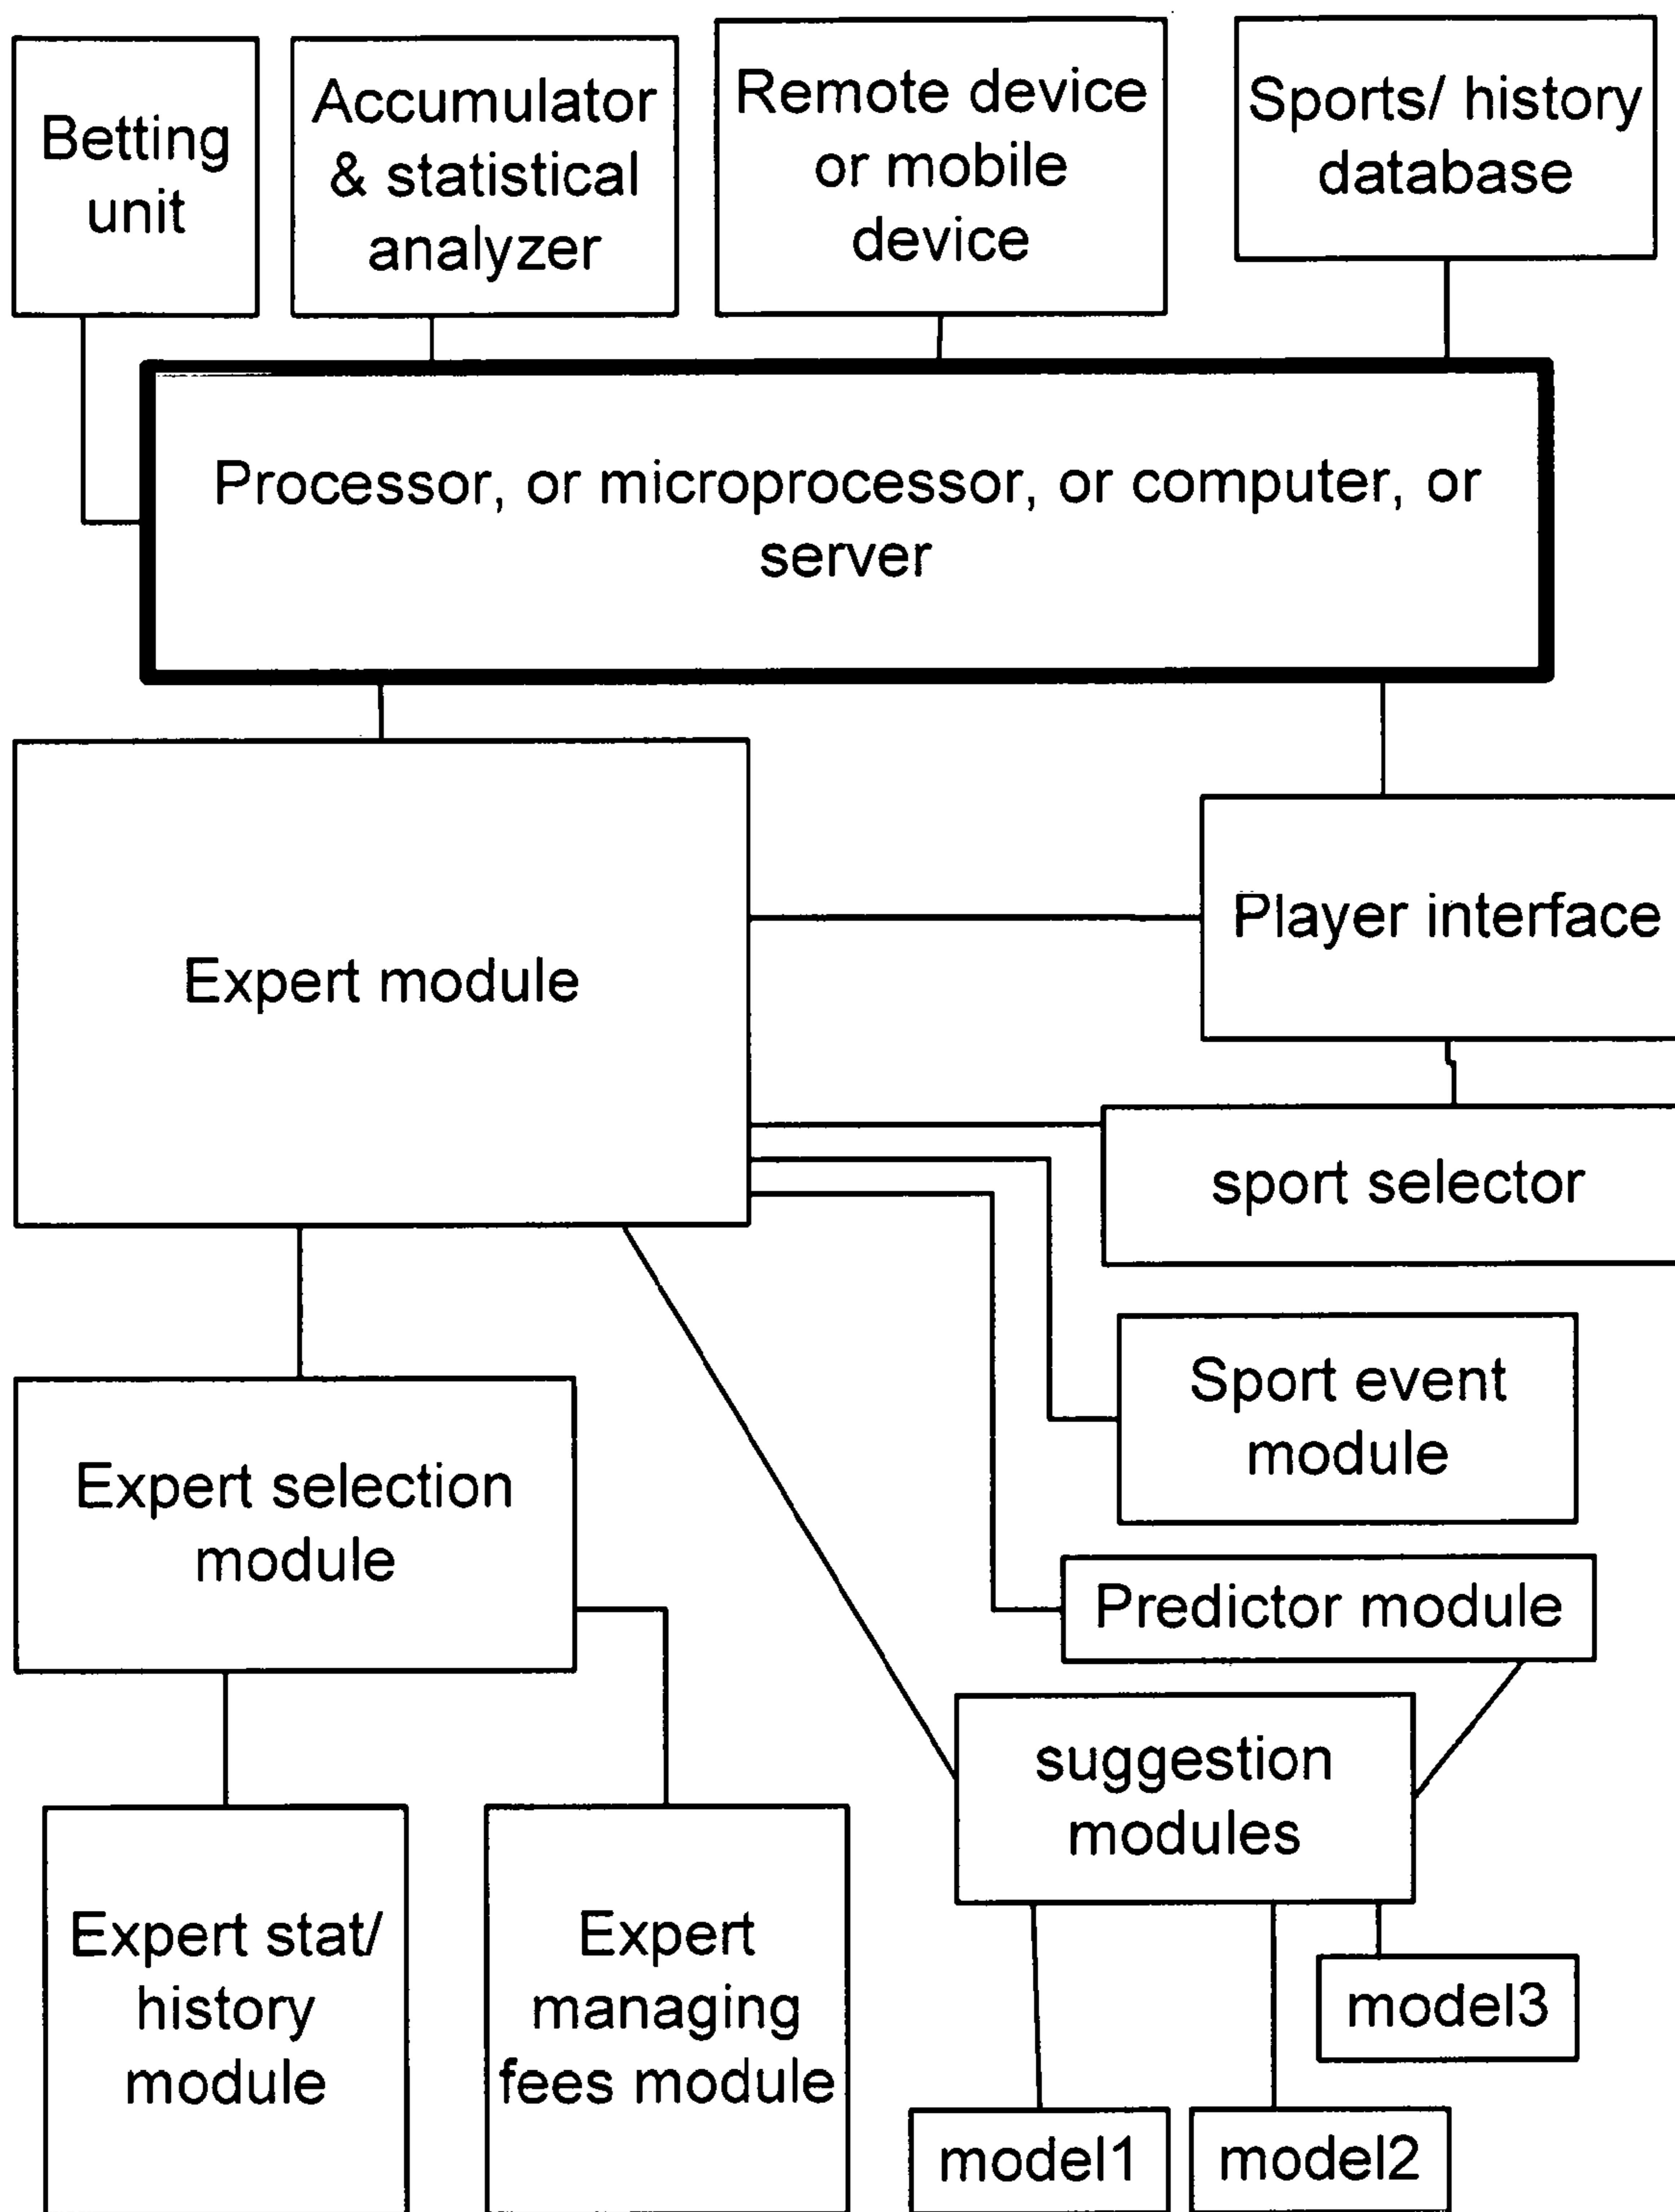 Betting
unit
Accumulator
& statistical
analyzer
Remote device
or mobile
device
Sports/ history
database
Processor, or microprocessor, or computer, or
server
Expert module
Player interface
sport selector
Sport event
module
Expert selection
module
Predictor module
suggestion
modules
Expert stat/
history
module
Expert
managing
fees module
model3
model1
model2